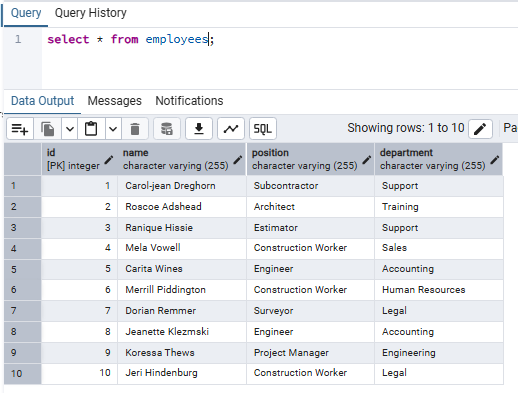 Query Query History
1 select * from employees;
Data Output Messages Notifications
SQL Showing rows: 1 to 10 Pa
id name position department
[PK] integer character varying (255) character varying (255) character varying (255)
1 1 Carol-jean Dreghorn Subcontractor Support
2 2 Roscoe Adshead Architect Training
3 3 Ranique Hissie Estimator Support
4 4 Mela Vowell Construction Worker Sales
5 5 Carita Wines Engineer Accounting
6 6 Merrill Piddington Construction Worker Human Resources
7 7 Dorian Remmer Surveyor Legal
8 8 Jeanette Klezmski Engineer Accounting
9 9 Koressa Thews Project Manager Engineering
10 10 Jeri Hindenburg Construction Worker Legal